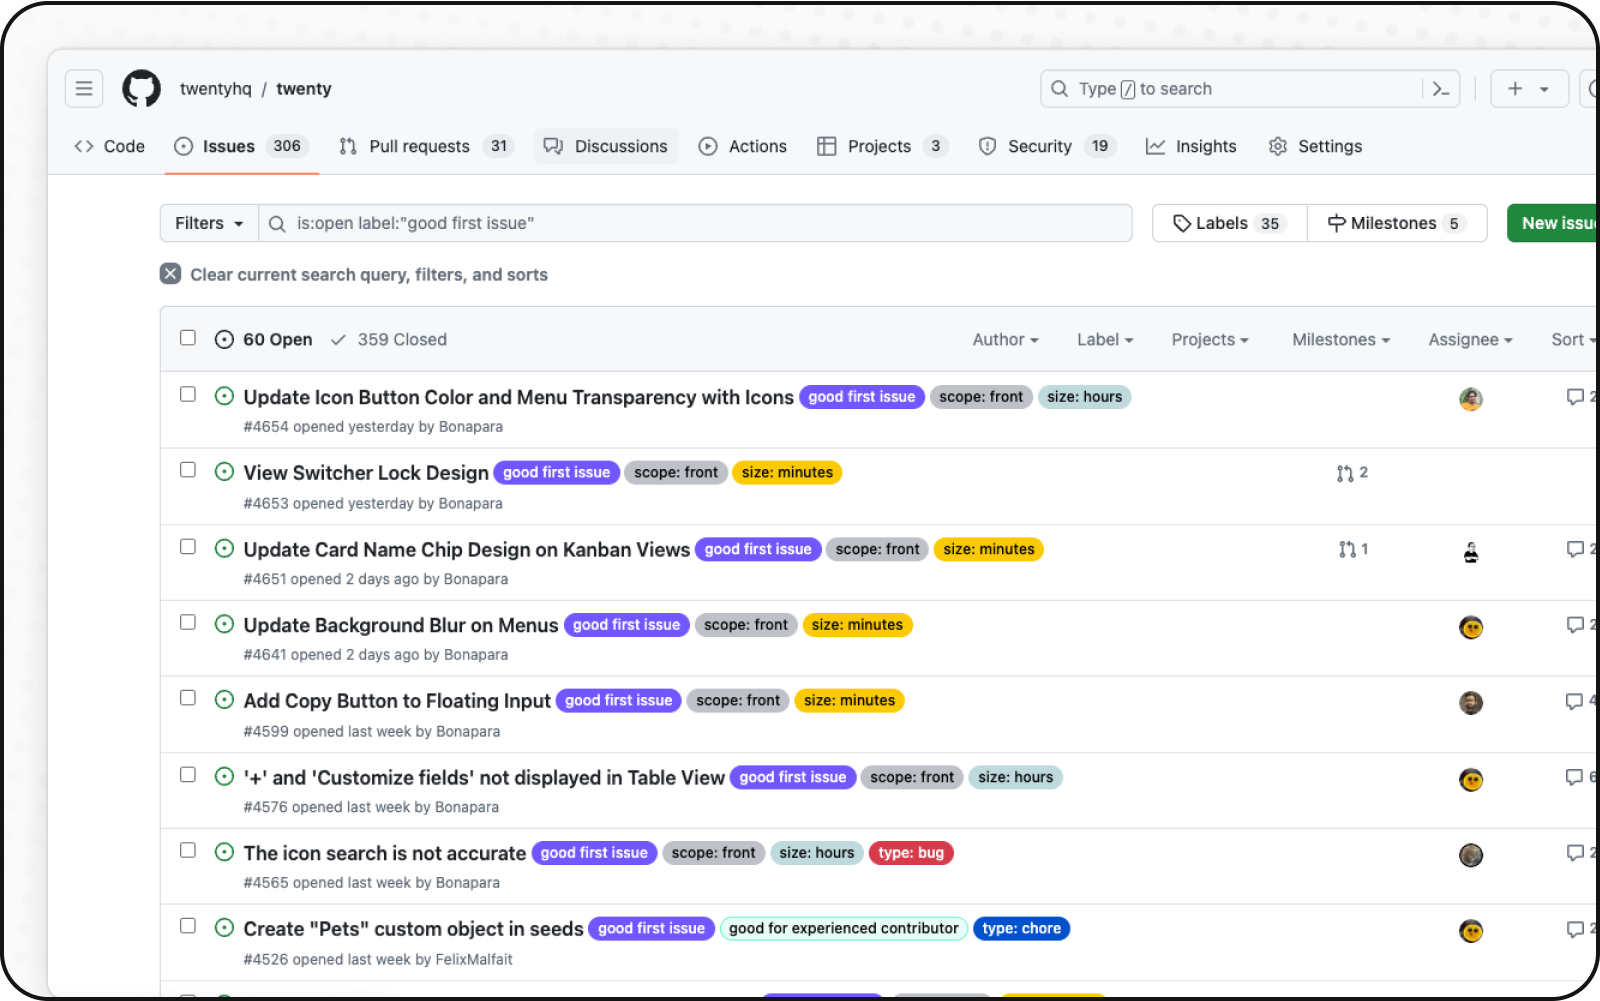 twentyhq / twenty
Type / to search
Code Issues 306 Pull requests 31 Discussions Actions Projects 3 Security 19 Insights Settings
Filters is:open label:"good first issue" Labels 35 Milestones 5 New issue
Clear current search query, filters, and sorts
60 Open 359 Closed Author Label Projects Milestones Assignee Sort
Update Icon Button Color and Menu Transparency with Icons good first issue scope: front size: hours 2
#4654 opened yesterday by Bonapara
View Switcher Lock Design good first issue scope: front size: minutes 2
#4653 opened yesterday by Bonapara
Update Card Name Chip Design on Kanban Views good first issue scope: front size: minutes 1 2
#4651 opened 2 days ago by Bonapara
Update Background Blur on Menus good first issue scope: front size: minutes 2
#4641 opened 2 days ago by Bonapara
Add Copy Button to Floating Input good first issue scope: front size: minutes 4
#4599 opened last week by Bonapara
'+' and 'Customize fields' not displayed in Table View good first issue scope: front size: hours 6
#4576 opened last week by Bonapara
The icon search is not accurate good first issue scope: front size: hours type: bug 2
#4565 opened last week by Bonapara
Create "Pets" custom object in seeds good first issue good for experienced contributor type: chore 2
#4526 opened last week by FelixMalfait